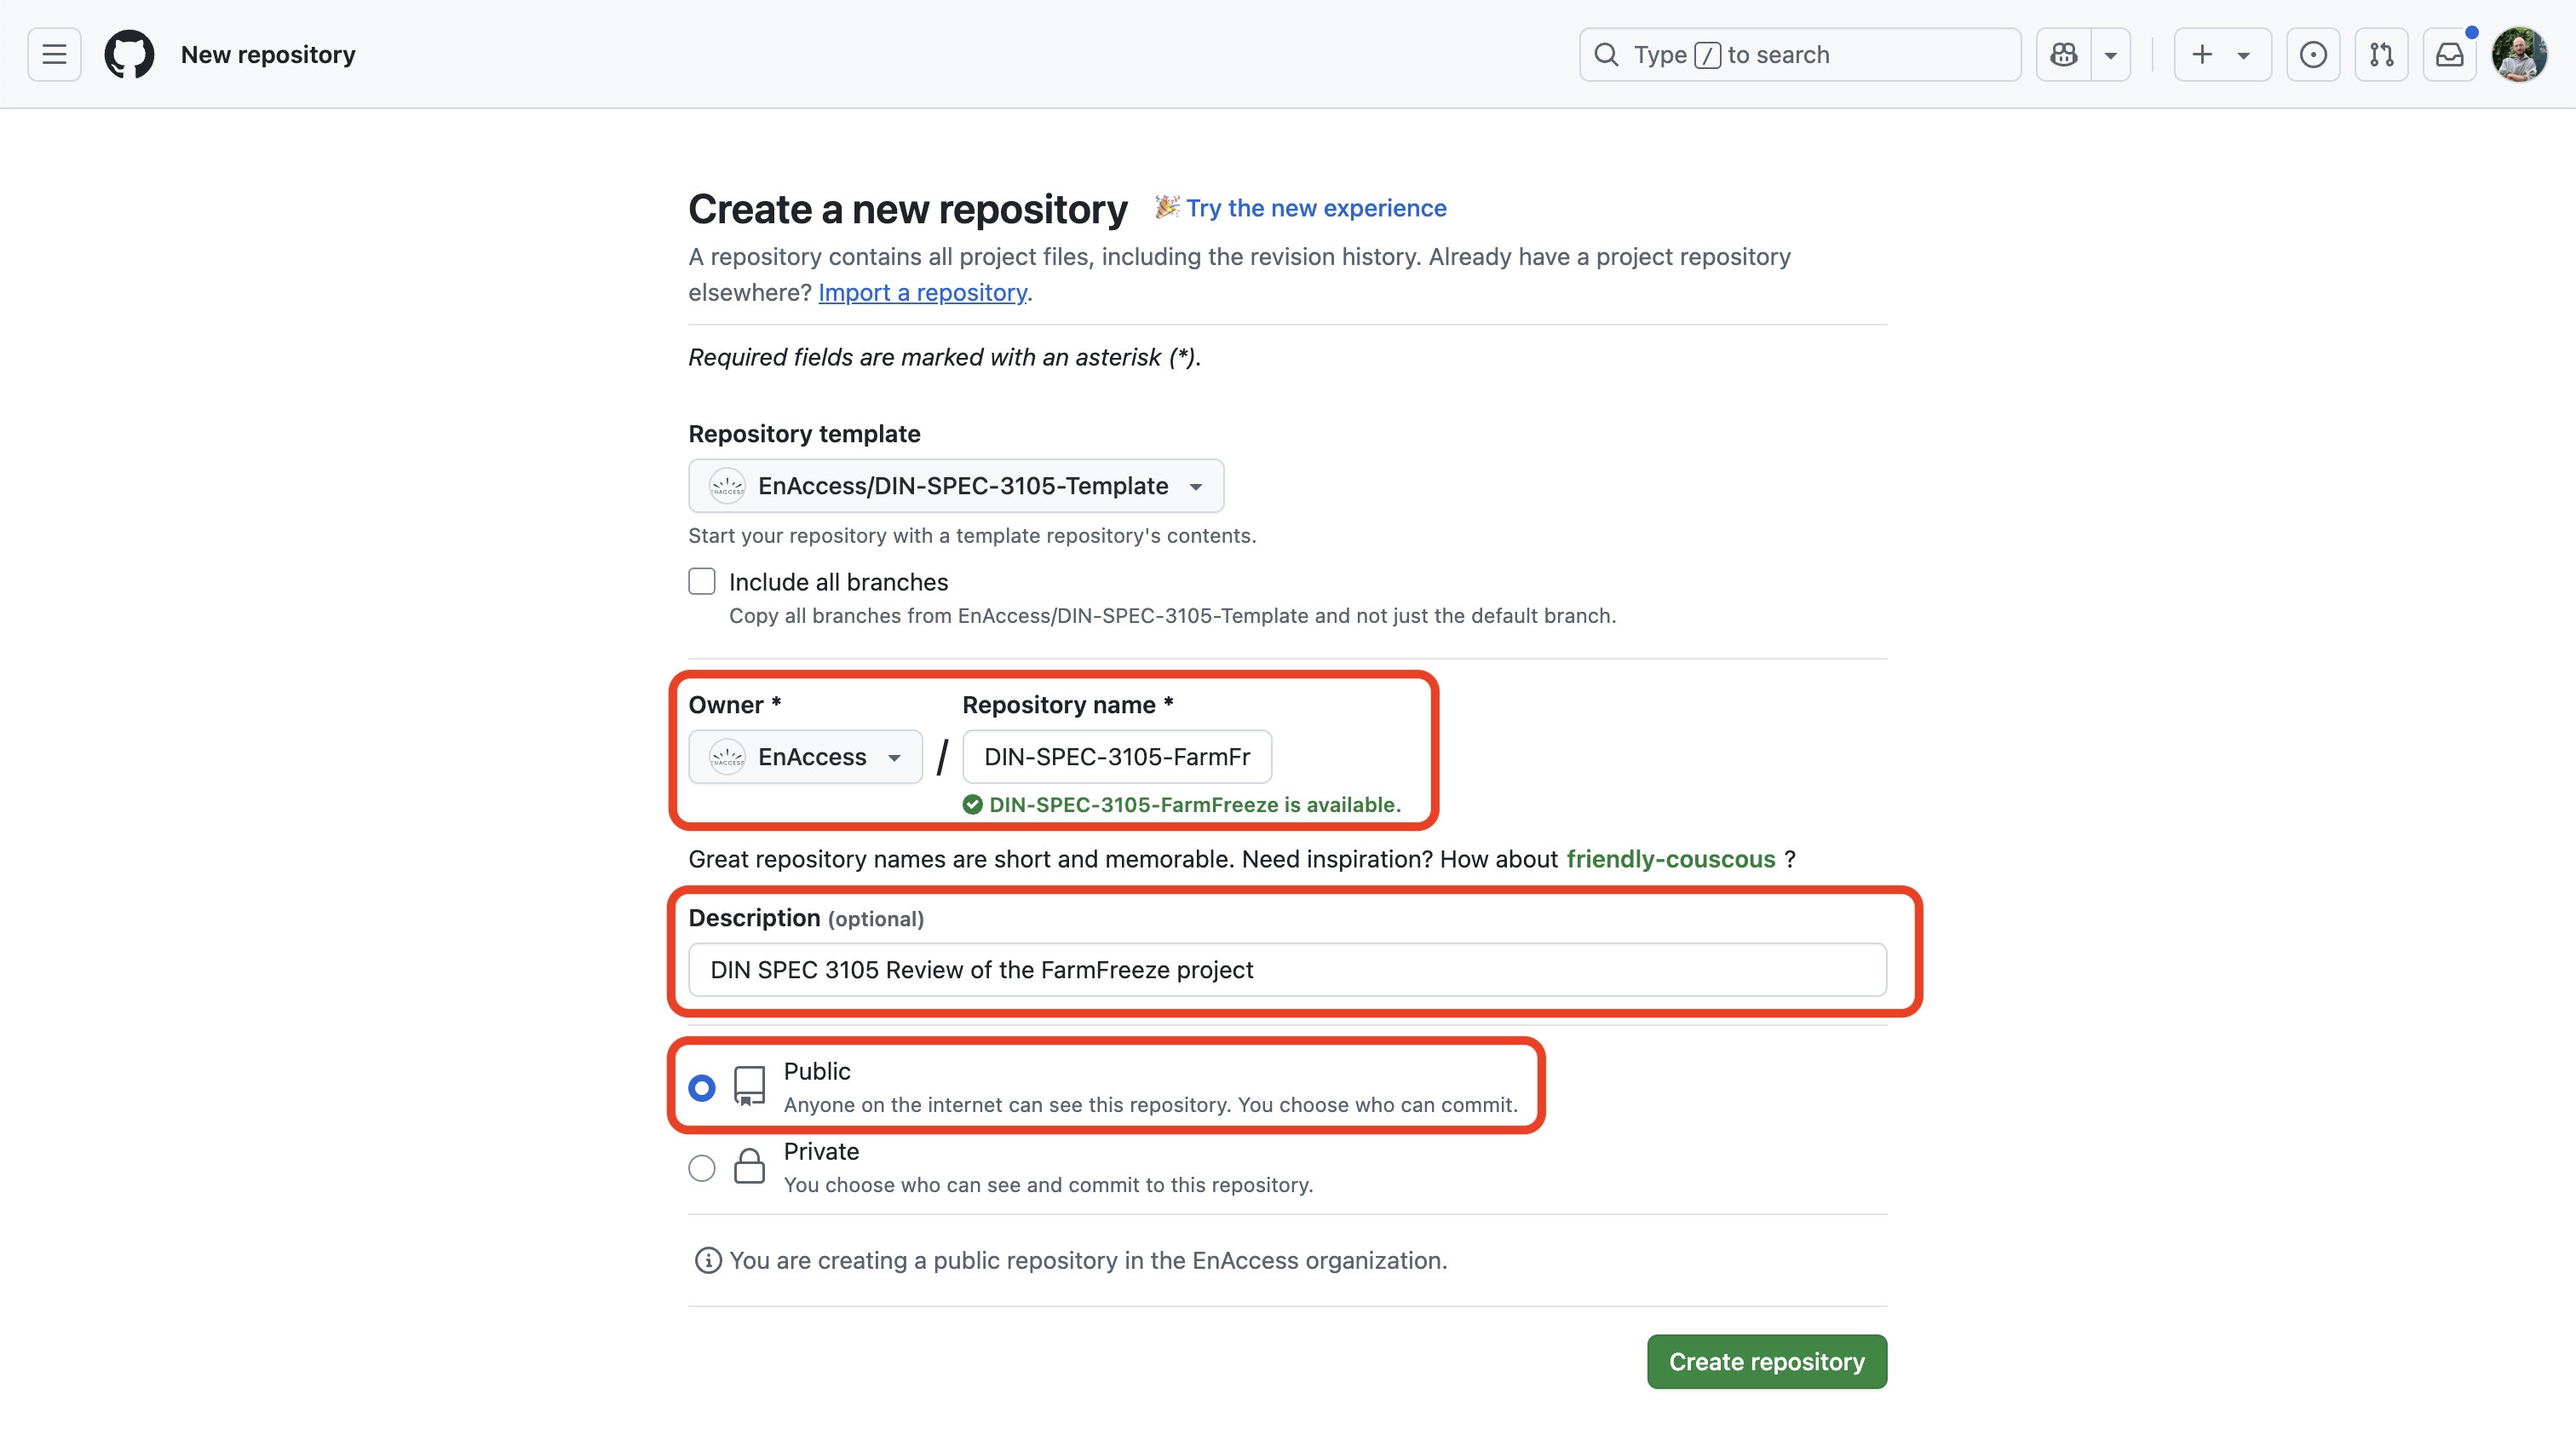 New repository
Type / to search
Create a new repository 🎉 Try the new experience
A repository contains all project files, including the revision history. Already have a project repository
elsewhere? Import a repository.
Required fields are marked with an asterisk (*).
Repository template
EnAccess/DIN-SPEC-3105-Template
Start your repository with a template repository's contents.
Include all branches
Copy all branches from EnAccess/DIN-SPEC-3105-Template and not just the default branch.
Owner * Repository name *
EnAccess / DIN-SPEC-3105-FarmFr
DIN-SPEC-3105-FarmFreeze is available.
Great repository names are short and memorable. Need inspiration? How about friendly-couscous ?
Description (optional)
DIN SPEC 3105 Review of the FarmFreeze project
Public
Anyone on the internet can see this repository. You choose who can commit.
Private
You choose who can see and commit to this repository.
You are creating a public repository in the EnAccess organization.
Create repository